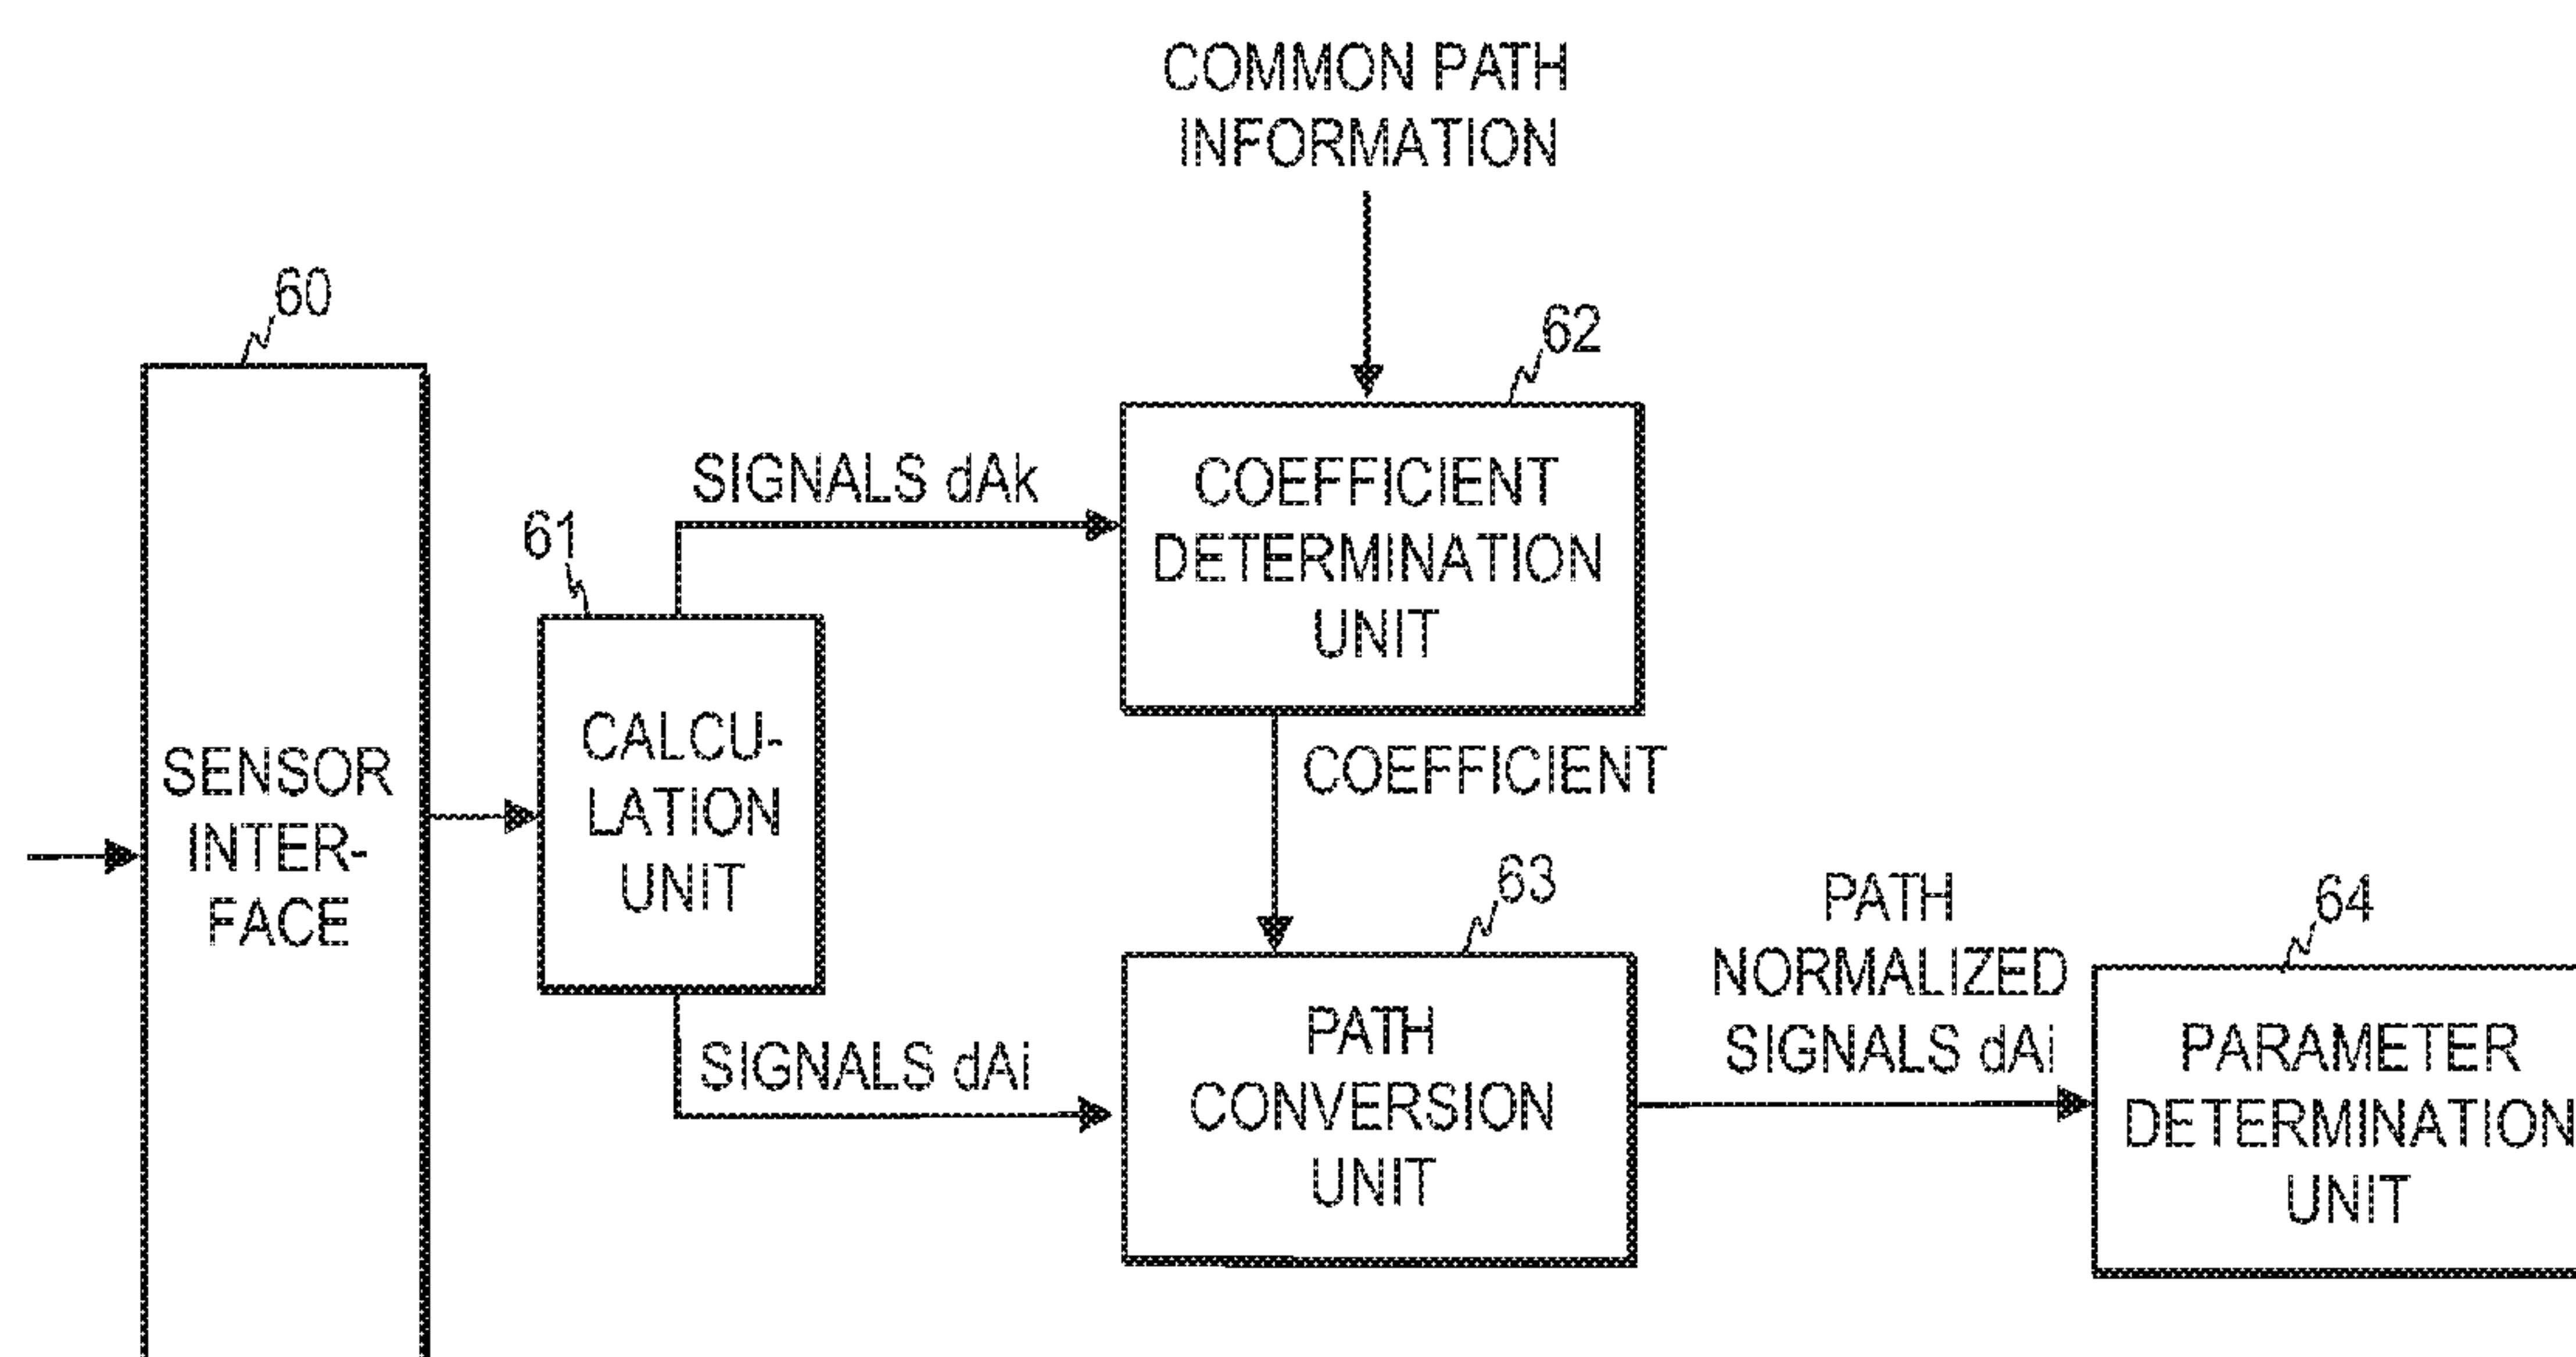 COMMON PATH
INFORMATION
60
62
SIGNALS dAk
COEFFICIENT
DETERMINATION
UNIT
61
CALCU-
LATION
UNIT
SENSOR
INTER-
FACE
COEFFICIENT
63
SIGNALS dAi
PATH
CONVERSION
UNIT
PATH
NORMALIZED
SIGNALS dAi
64
PARAMETER
DETERMINATION
UNIT